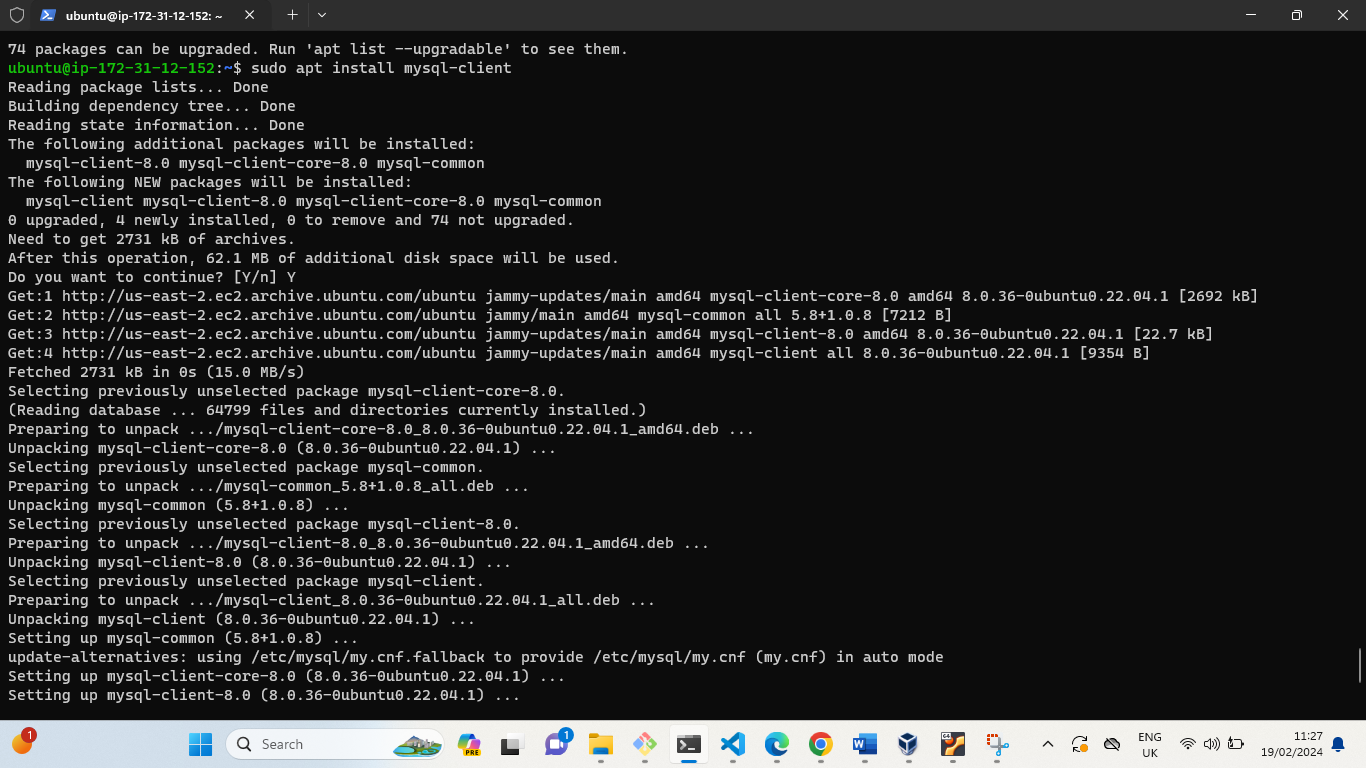 ubuntu@ip-172-31-12-152: ~
74 packages can be upgraded. Run 'apt list --upgradable' to see them.
ubuntu@ip-172-31-12-152:~$ sudo apt install mysql-client
Reading package lists... Done
Building dependency tree... Done
Reading state information... Done
The following additional packages will be installed:
  mysql-client-8.0 mysql-client-core-8.0 mysql-common
The following NEW packages will be installed:
  mysql-client mysql-client-8.0 mysql-client-core-8.0 mysql-common
0 upgraded, 4 newly installed, 0 to remove and 74 not upgraded.
Need to get 2731 kB of archives.
After this operation, 62.1 MB of additional disk space will be used.
Do you want to continue? [Y/n] Y
Get:1 http://us-east-2.ec2.archive.ubuntu.com/ubuntu jammy-updates/main amd64 mysql-client-core-8.0 amd64 8.0.36-0ubuntu0.22.04.1 [2692 kB]
Get:2 http://us-east-2.ec2.archive.ubuntu.com/ubuntu jammy/main amd64 mysql-common all 5.8+1.0.8 [7212 B]
Get:3 http://us-east-2.ec2.archive.ubuntu.com/ubuntu jammy-updates/main amd64 mysql-client-8.0 amd64 8.0.36-0ubuntu0.22.04.1 [22.7 kB]
Get:4 http://us-east-2.ec2.archive.ubuntu.com/ubuntu jammy-updates/main amd64 mysql-client all 8.0.36-0ubuntu0.22.04.1 [9354 B]
Fetched 2731 kB in 0s (15.0 MB/s)
Selecting previously unselected package mysql-client-core-8.0.
(Reading database ... 64799 files and directories currently installed.)
Preparing to unpack .../mysql-client-core-8.0_8.0.36-0ubuntu0.22.04.1_amd64.deb ...
Unpacking mysql-client-core-8.0 (8.0.36-0ubuntu0.22.04.1) ...
Selecting previously unselected package mysql-common.
Preparing to unpack .../mysql-common_5.8+1.0.8_all.deb ...
Unpacking mysql-common (5.8+1.0.8) ...
Selecting previously unselected package mysql-client-8.0.
Preparing to unpack .../mysql-client-8.0_8.0.36-0ubuntu0.22.04.1_amd64.deb ...
Unpacking mysql-client-8.0 (8.0.36-0ubuntu0.22.04.1) ...
Selecting previously unselected package mysql-client.
Preparing to unpack .../mysql-client_8.0.36-0ubuntu0.22.04.1_all.deb ...
Unpacking mysql-client (8.0.36-0ubuntu0.22.04.1) ...
Setting up mysql-common (5.8+1.0.8) ...
update-alternatives: using /etc/mysql/my.cnf.fallback to provide /etc/mysql/my.cnf (my.cnf) in auto mode
Setting up mysql-client-core-8.0 (8.0.36-0ubuntu0.22.04.1) ...
Setting up mysql-client-8.0 (8.0.36-0ubuntu0.22.04.1) ...
1
Search
PRE
1
W
64
ENG
UK
11:27
19/02/2024